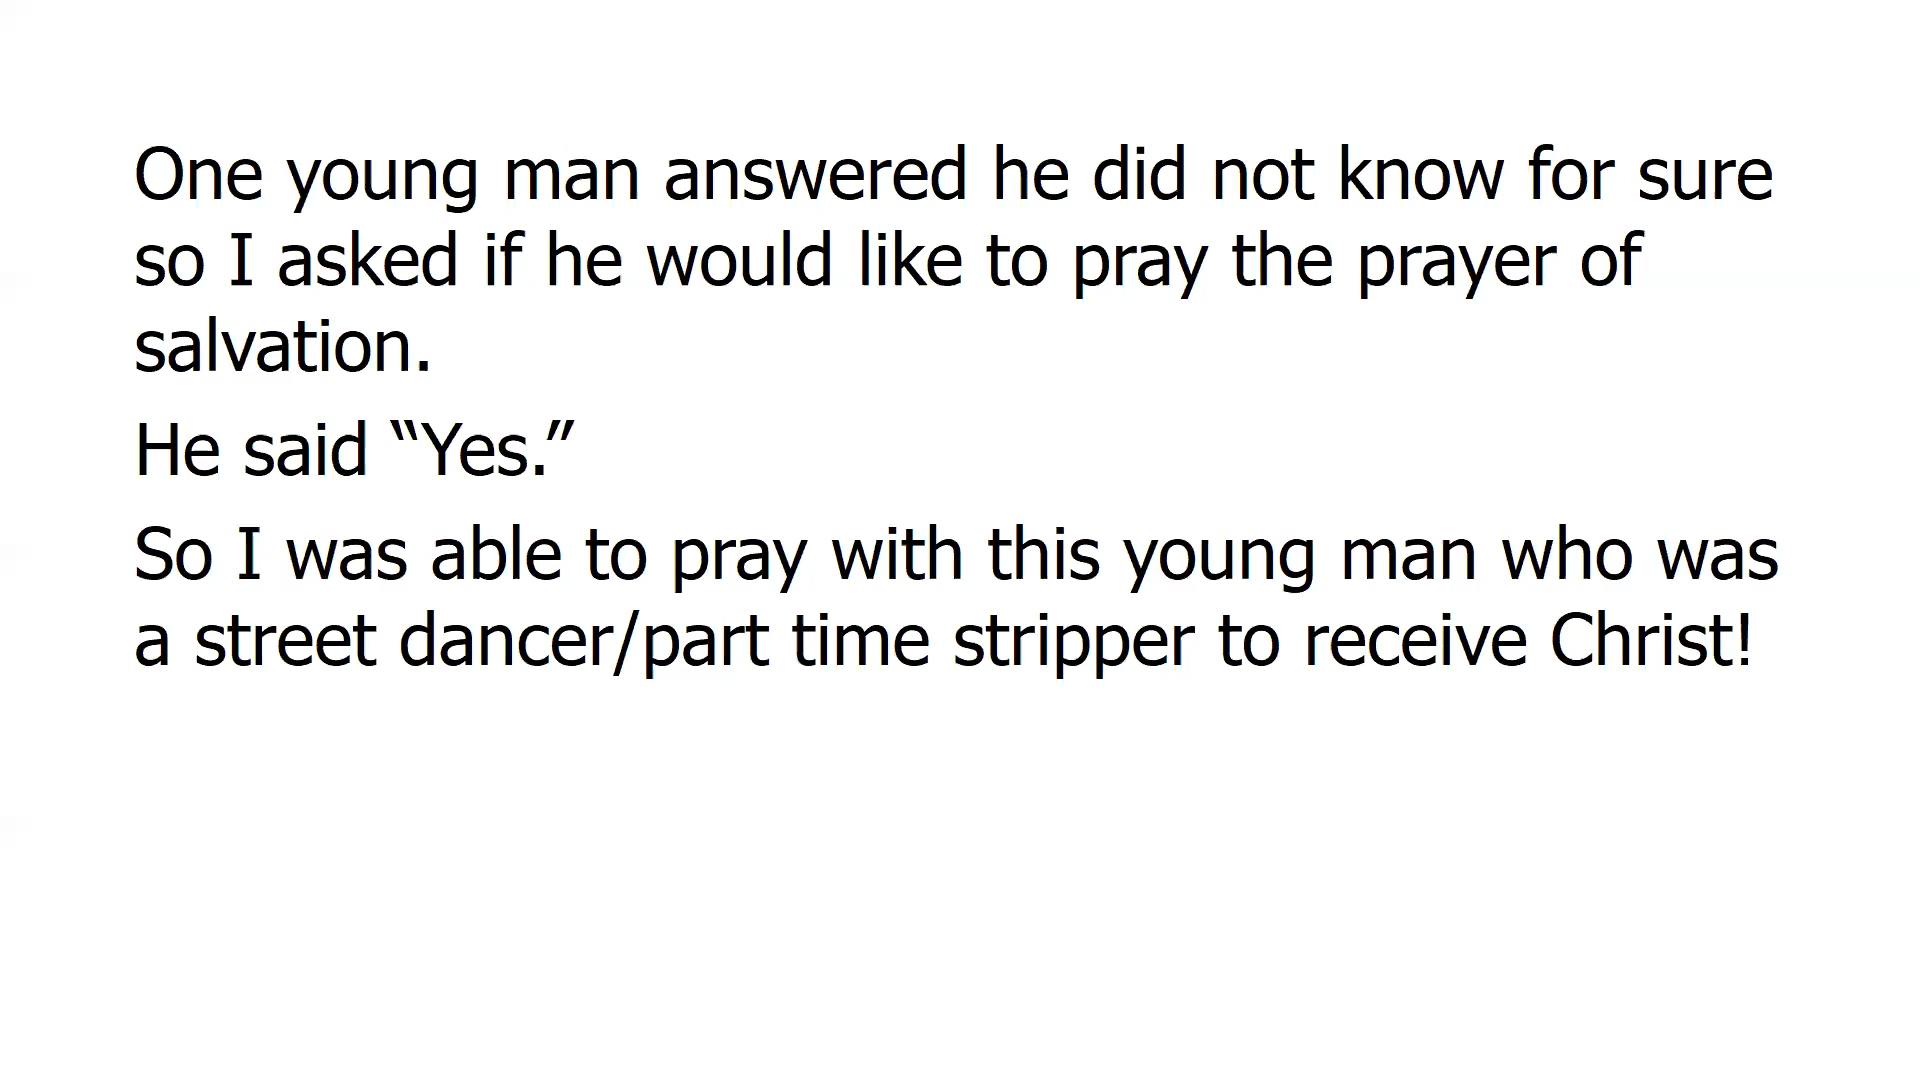 One young man answered he did not know for sure
so I asked if he would like to pray the prayer of
salvation.
He said “Yes.”
So I was able to pray with this young man who was
a street dancer/part time stripper to receive Christ!